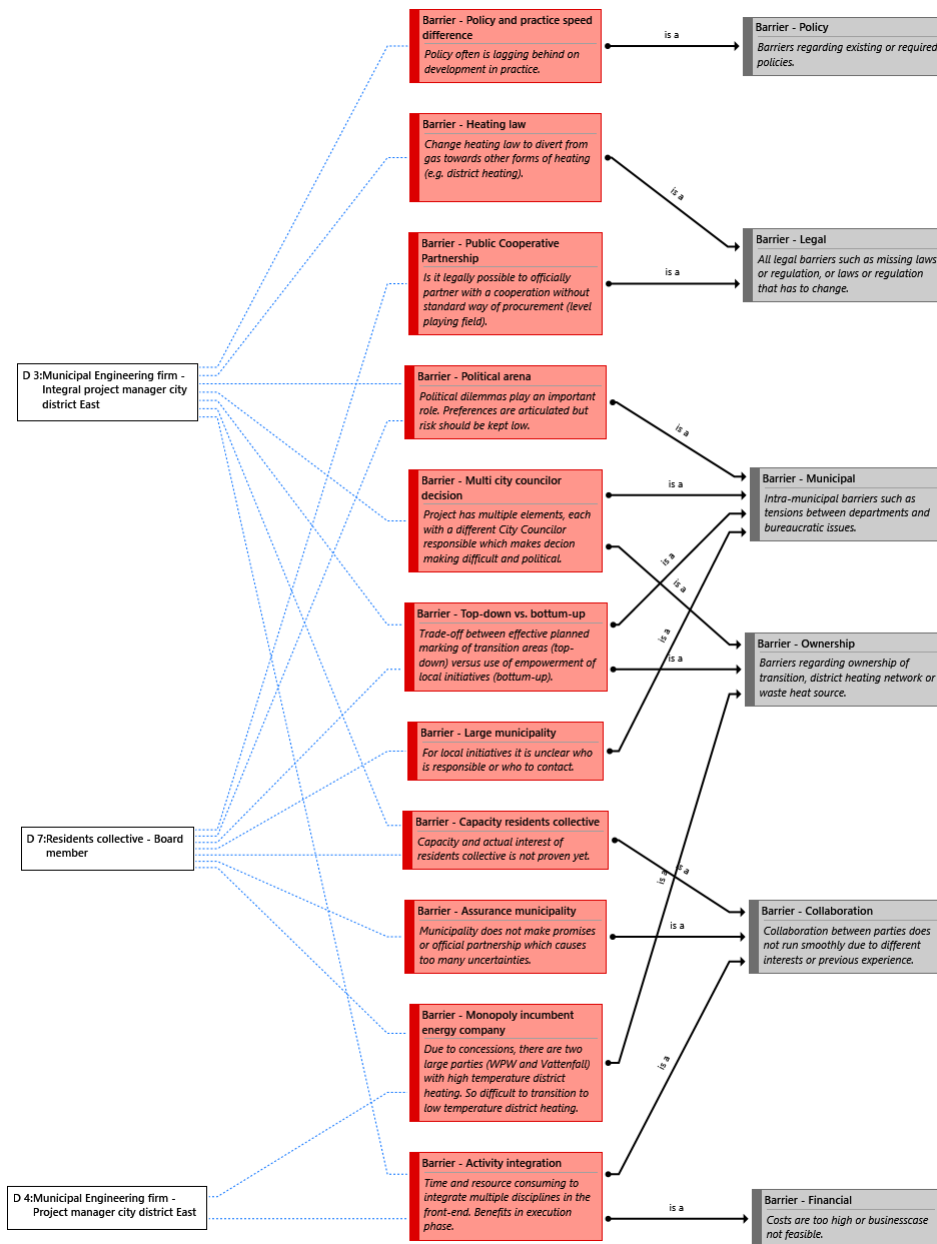 Barrier - Policy and practice speed
difference
Policy often is lagging behind on
development in practice.
is a
Barrier - Policy
Barriers regarding existing or required
policies.
Barrier - Heating law
Change heating law to divert from
gas towards other forms of heating
(e.g. district heating).
is a
Barrier - Legal
All legal barriers such as missing laws
or regulation, or laws or regulation
that has to change.
Barrier - Public Cooperative
Partnership
Is it legally possible to officially
partner with a cooperation without
standard way of procurement (level
playing field).
is a
D 3:Municipal Engineering firm -
Integral project manager city
district East
Barrier - Political arena
Political dilemmas play an important
role. Preferences are articulated but
risk should be kept low.
is a
Barrier - Multi city councilor
decision
Project has multiple elements, each
with a different City Councilor
responsible which makes decion
making difficult and political.
is a
is a
Barrier - Municipal
Intra-municipal barriers such as
tensions between departments and
bureaucratic issues.
Barrier - Top-down vs. bottum-up
Trade-off between effective planned
marking of transition areas (top-
down) versus use of empowerment of
local initiatives (bottum-up).
is a
is a
Barrier - Ownership
Barriers regarding ownership of
transition, district heating network or
waste heat source.
Barrier - Large municipality
For local initiatives it is unclear who
is responsible or who to contact.
is a
D 7:Residents collective - Board
member
Barrier - Capacity residents collective
Capacity and actual interest of
residents collective is not proven yet.
is a
Barrier - Assurance municipality
Municipality does not make promises
or official partnership which causes
too many uncertainties.
is a
Barrier - Collaboration
Collaboration between parties does
not run smoothly due to different
interests or previous experience.
Barrier - Monopoly incumbent
energy company
Due to concessions, there are two
large parties (WPW and Vattenfall)
with high temperature district
heating. So difficult to transition to
low temperature district heating.
is a
D 4:Municipal Engineering firm -
Project manager city district East
Barrier - Activity integration
Time and resource consuming to
integrate multiple disciplines in the
front-end. Benefits in execution
phase.
is a
is a
Barrier - Financial
Costs are too high or businesscase
not feasible.